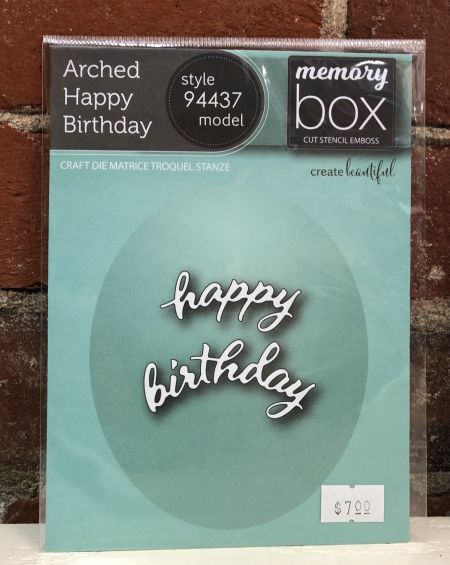 Arched
Happy
Birthday
style
94437
model
memory
box
CUT STENCIL EMBOSS
CRAFT DIE MATRICE TROQUEL STANZE
create beautiful
happy
birthday
$7.00